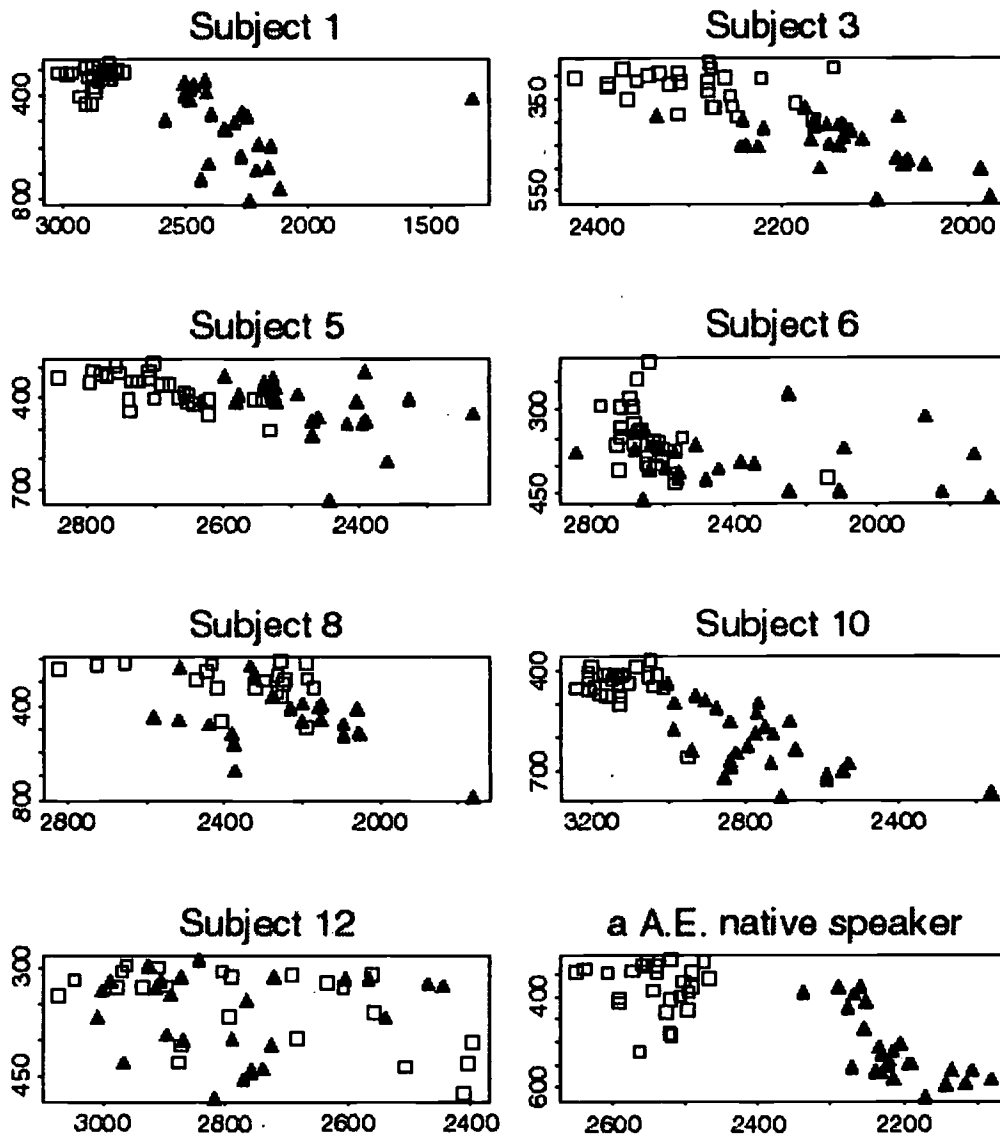 Subject 1
400
800
3000 2500 2000 1500
Subject 3
350
550
2400 2200 2000
Subject 5
400
700
2800 2600 2400
Subject 6
300
450
2800 2400 2000
Subject 8
400
800
2800 2400 2000
Subject 10
400
700
3200 2800 2400
Subject 12
300
450
3000 2800 2600 2400
a A.E. native speaker
400
600
2600 2400 2200